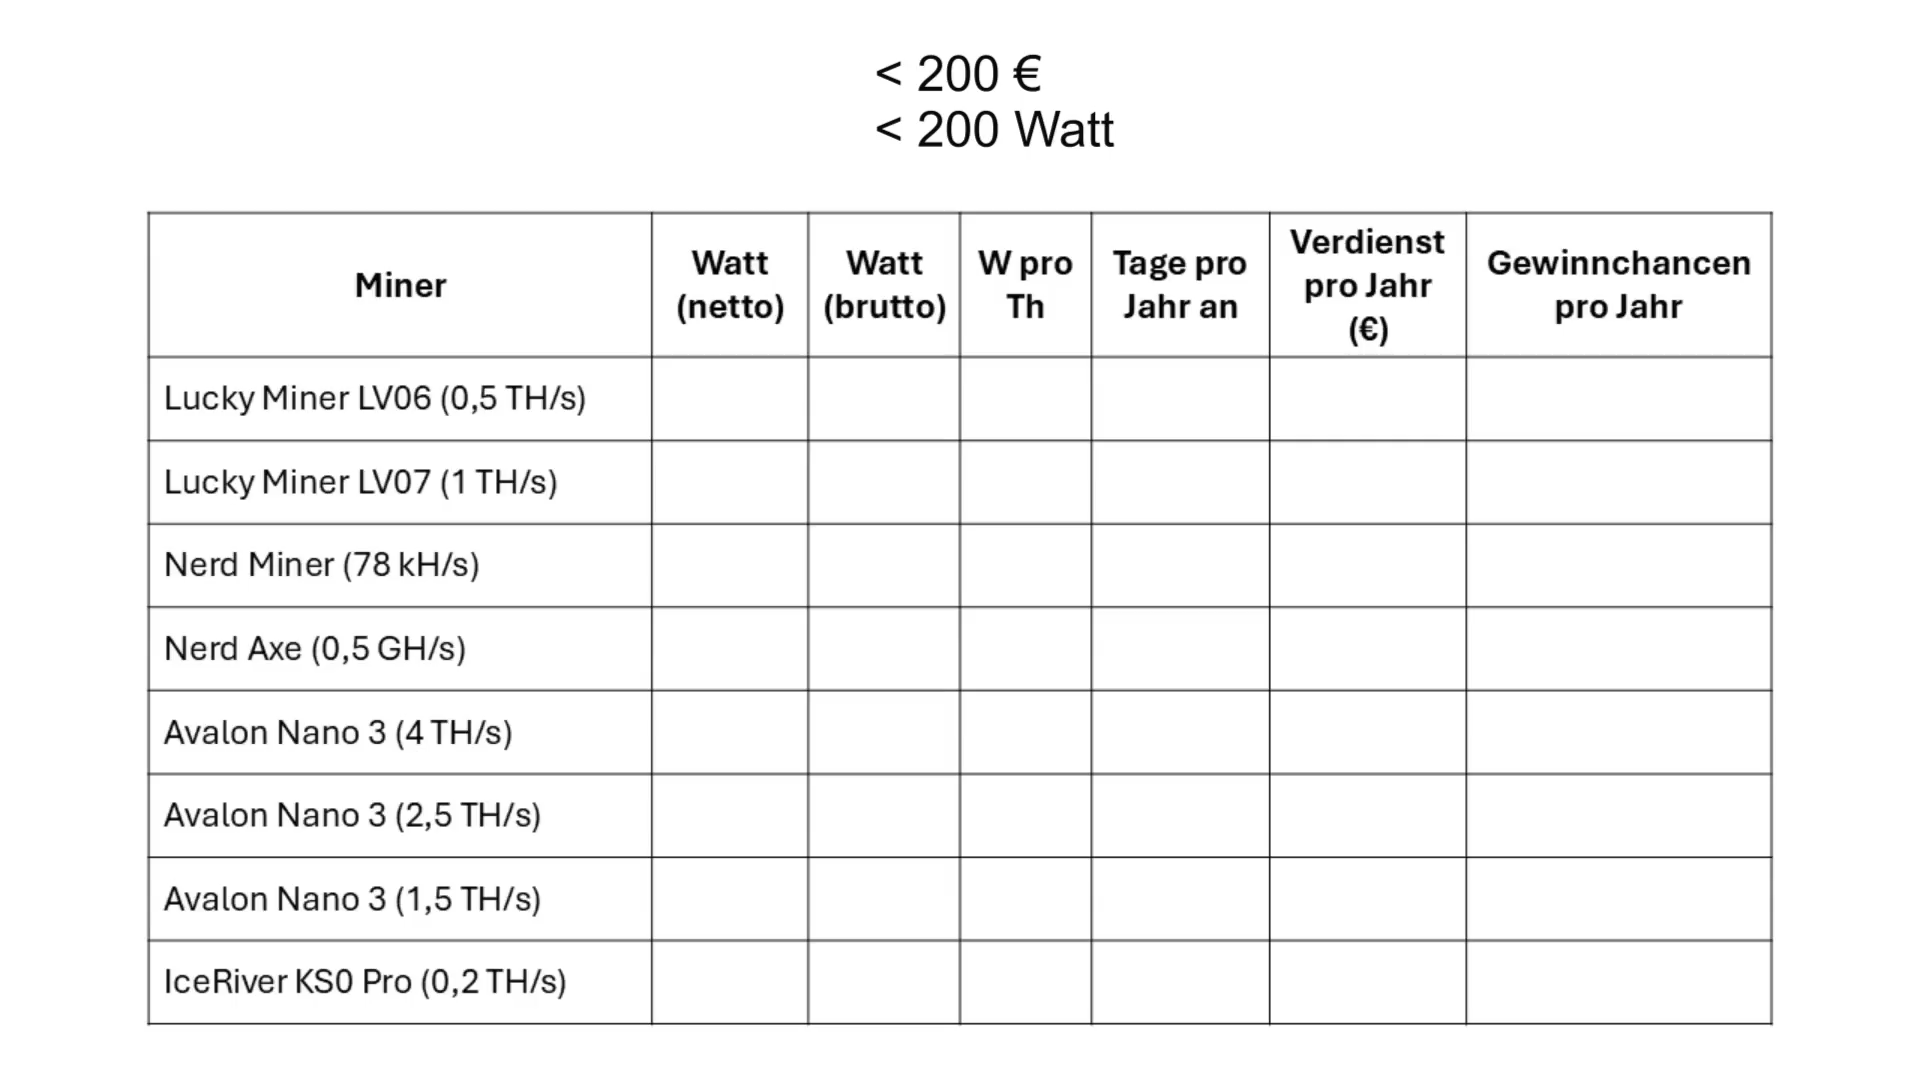 < 200 €
< 200 Watt
Miner
Watt
(netto)
Watt
(brutto)
W pro
Th
Tage pro
Jahr an
Verdienst
pro Jahr
(€)
Gewinnchancen
pro Jahr
Lucky Miner LV06 (0,5 TH/s)
Lucky Miner LV07 (1 TH/s)
Nerd Miner (78 kH/s)
Nerd Axe (0,5 GH/s)
Avalon Nano 3 (4 TH/s)
Avalon Nano 3 (2,5 TH/s)
Avalon Nano 3 (1,5 TH/s)
IceRiver KS0 Pro (0,2 TH/s)